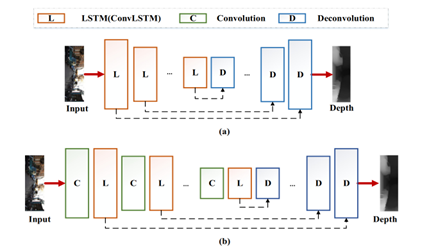 L LSTM(ConvLSTM) C Convolution D Deconvolution
L L ... L D ... D D
Input Depth
(a)
C L C L ... C L D ... D D
Input Depth
(b)